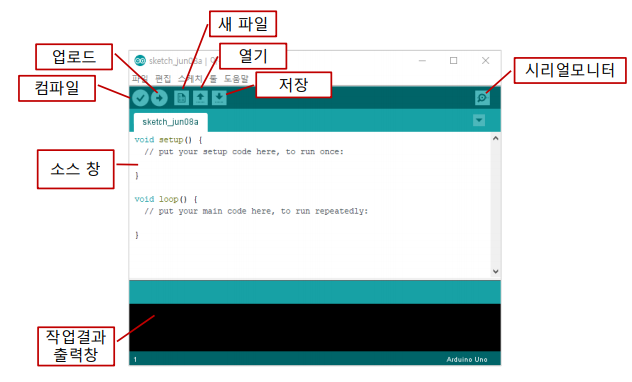 새 파일
업로드
열기
sketch_jun08a |
컴파일
파일 편집 스케치 툴 도움말
저장
시리얼모니터
sketch_jun08a
void setup() {
// put your setup code here, to run once:
소스 창
}
void loop() {
// put your main code here, to run repeatedly:
}
작업결과
출력창
1
Arduino Uno